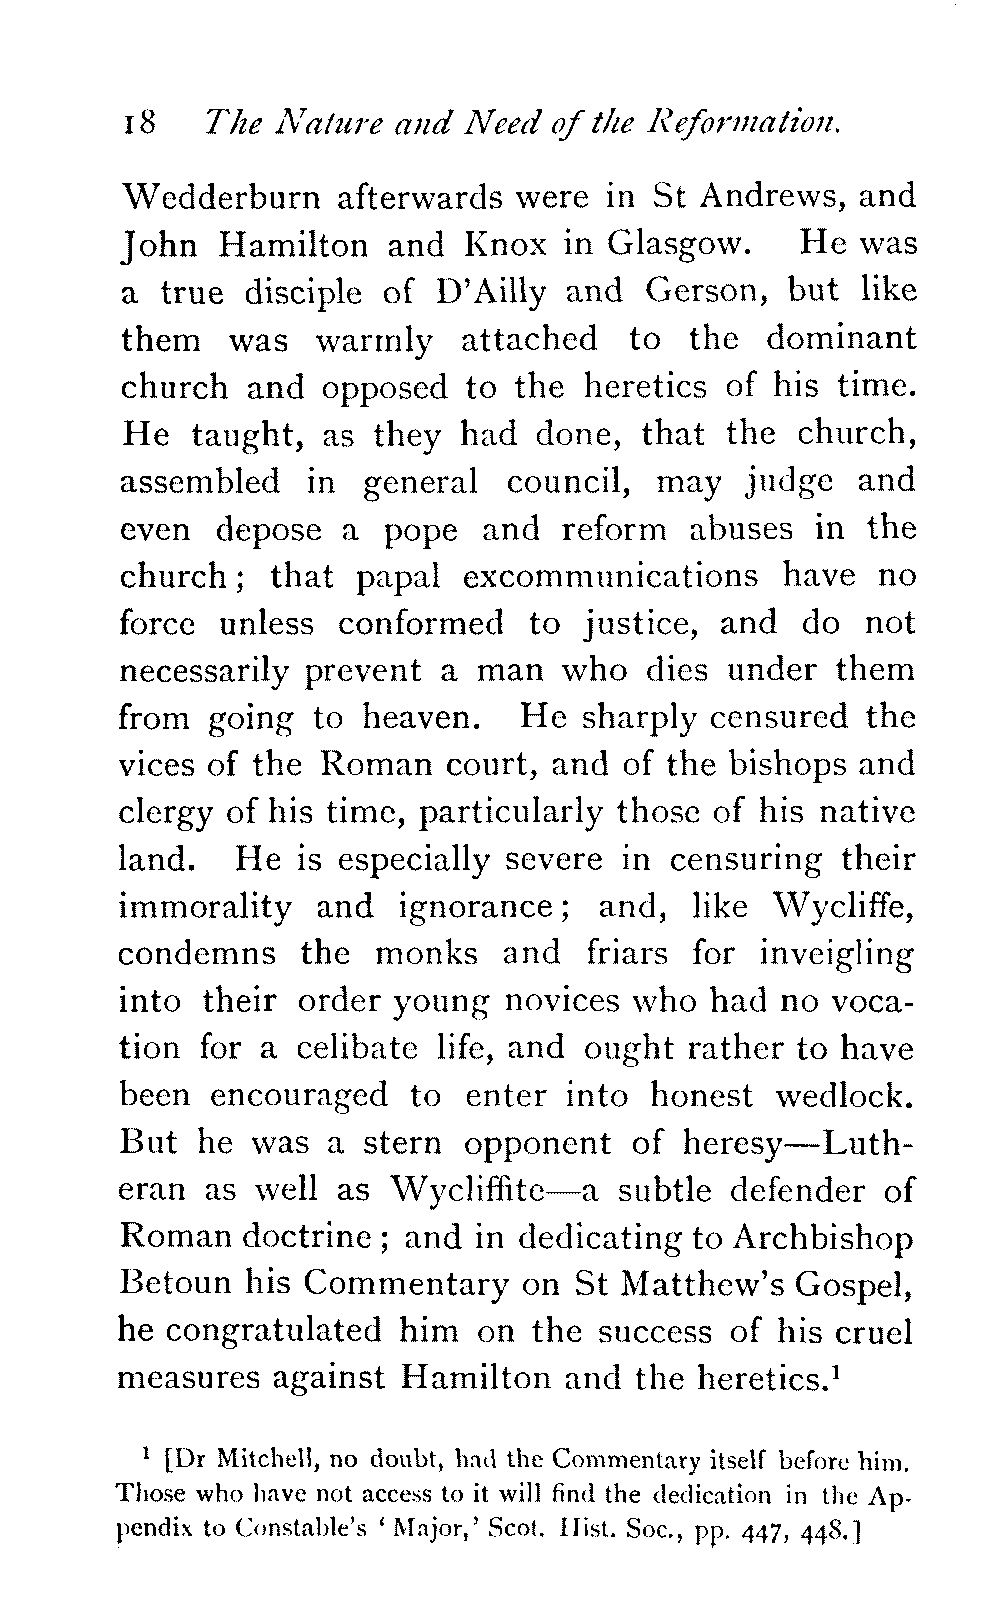 18 The Nature and Need of the Reformation.
Wedderburn afterwards were in St Andrews, and
John Hamilton and Knox in Glasgow. He was
a true disciple of D'Ailly and Gerson, but like
them was warmly attached to the dominant
church and opposed to the heretics of his time.
He taught, as they had done, that the church,
assembled in general council, may judge and
even depose a pope and reform abuses in the
church; that papal excommunications have no
force unless conformed to justice, and do not
necessarily prevent a man who dies under them
from going to heaven. He sharply censured the
vices of the Roman court, and of the bishops and
clergy of his time, particularly those of his native
land. He is especially severe in censuring their
immorality and ignorance; and, like Wycliffe,
condemns the monks and friars for inveigling
into their order young novices who had no voca-
tion for a celibate life, and ought rather to have
been encouraged to enter into honest wedlock.
But he was a stern opponent of heresy—Luth-
eran as well as Wycliffite—a subtle defender of
Roman doctrine; and in dedicating to Archbishop
Betoun his Commentary on St Matthew's Gospel,
he congratulated him on the success of his cruel
measures against Hamilton and the heretics.¹
¹ [Dr Mitchell, no doubt, had the Commentary itself before him.
Those who have not access to it will find the dedication in the Ap-
pendix to Constable's 'Major,' Scot. Hist. Soc., pp. 447, 448.]